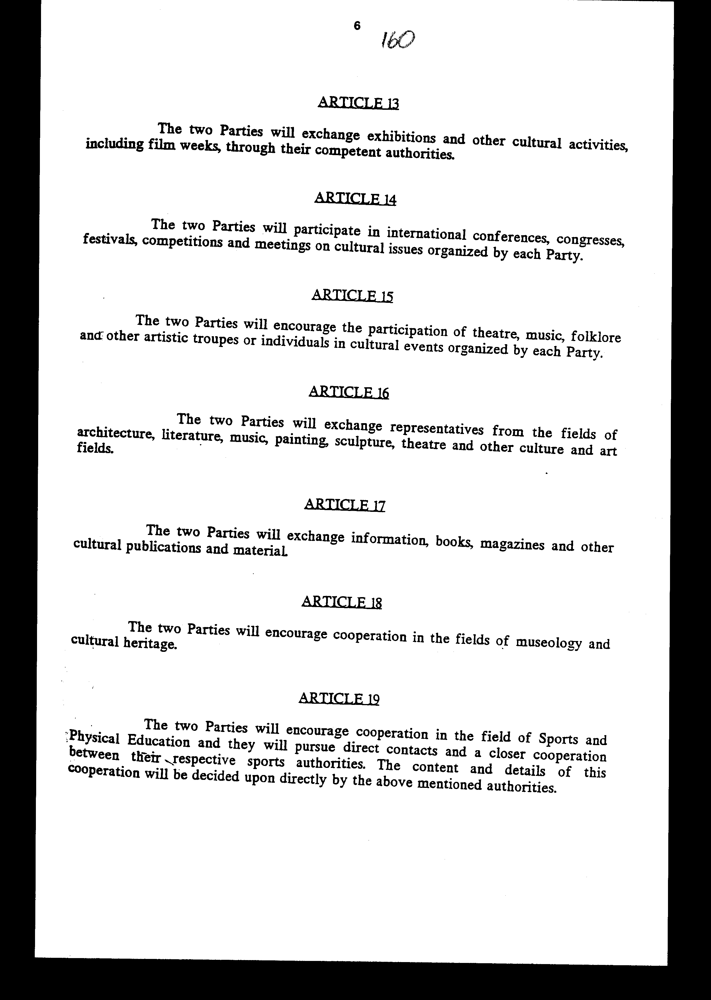 6
160
ARTICLE 13
The two Parties will exchange exhibitions and other cultural activities,
including film weeks, through their competent authorities.
ARTICLE 14
The two Parties will participate in international conferences, congresses,
festivals, competitions and meetings on cultural issues organized by each Party.
ARTICLE 15
The two Parties will encourage the participation of theatre, music, folklore
and other artistic troupes or individuals in cultural events organized by each Party.
ARTICLE 16
The two Parties will exchange representatives from the fields of
architecture, literature, music, painting, sculpture, theatre and other culture and art
fields.
ARTICLE 17
The two Parties will exchange information, books, magazines and other
cultural publications and material.
ARTICLE 18
The two Parties will encourage cooperation in the fields of museology and
cultural heritage.
ARTICLE 19
The two Parties will encourage cooperation in the field of Sports and
Physical Education and they will pursue direct contacts and a closer cooperation
between their respective sports authorities. The content and details of this
cooperation will be decided upon directly by the above mentioned authorities.